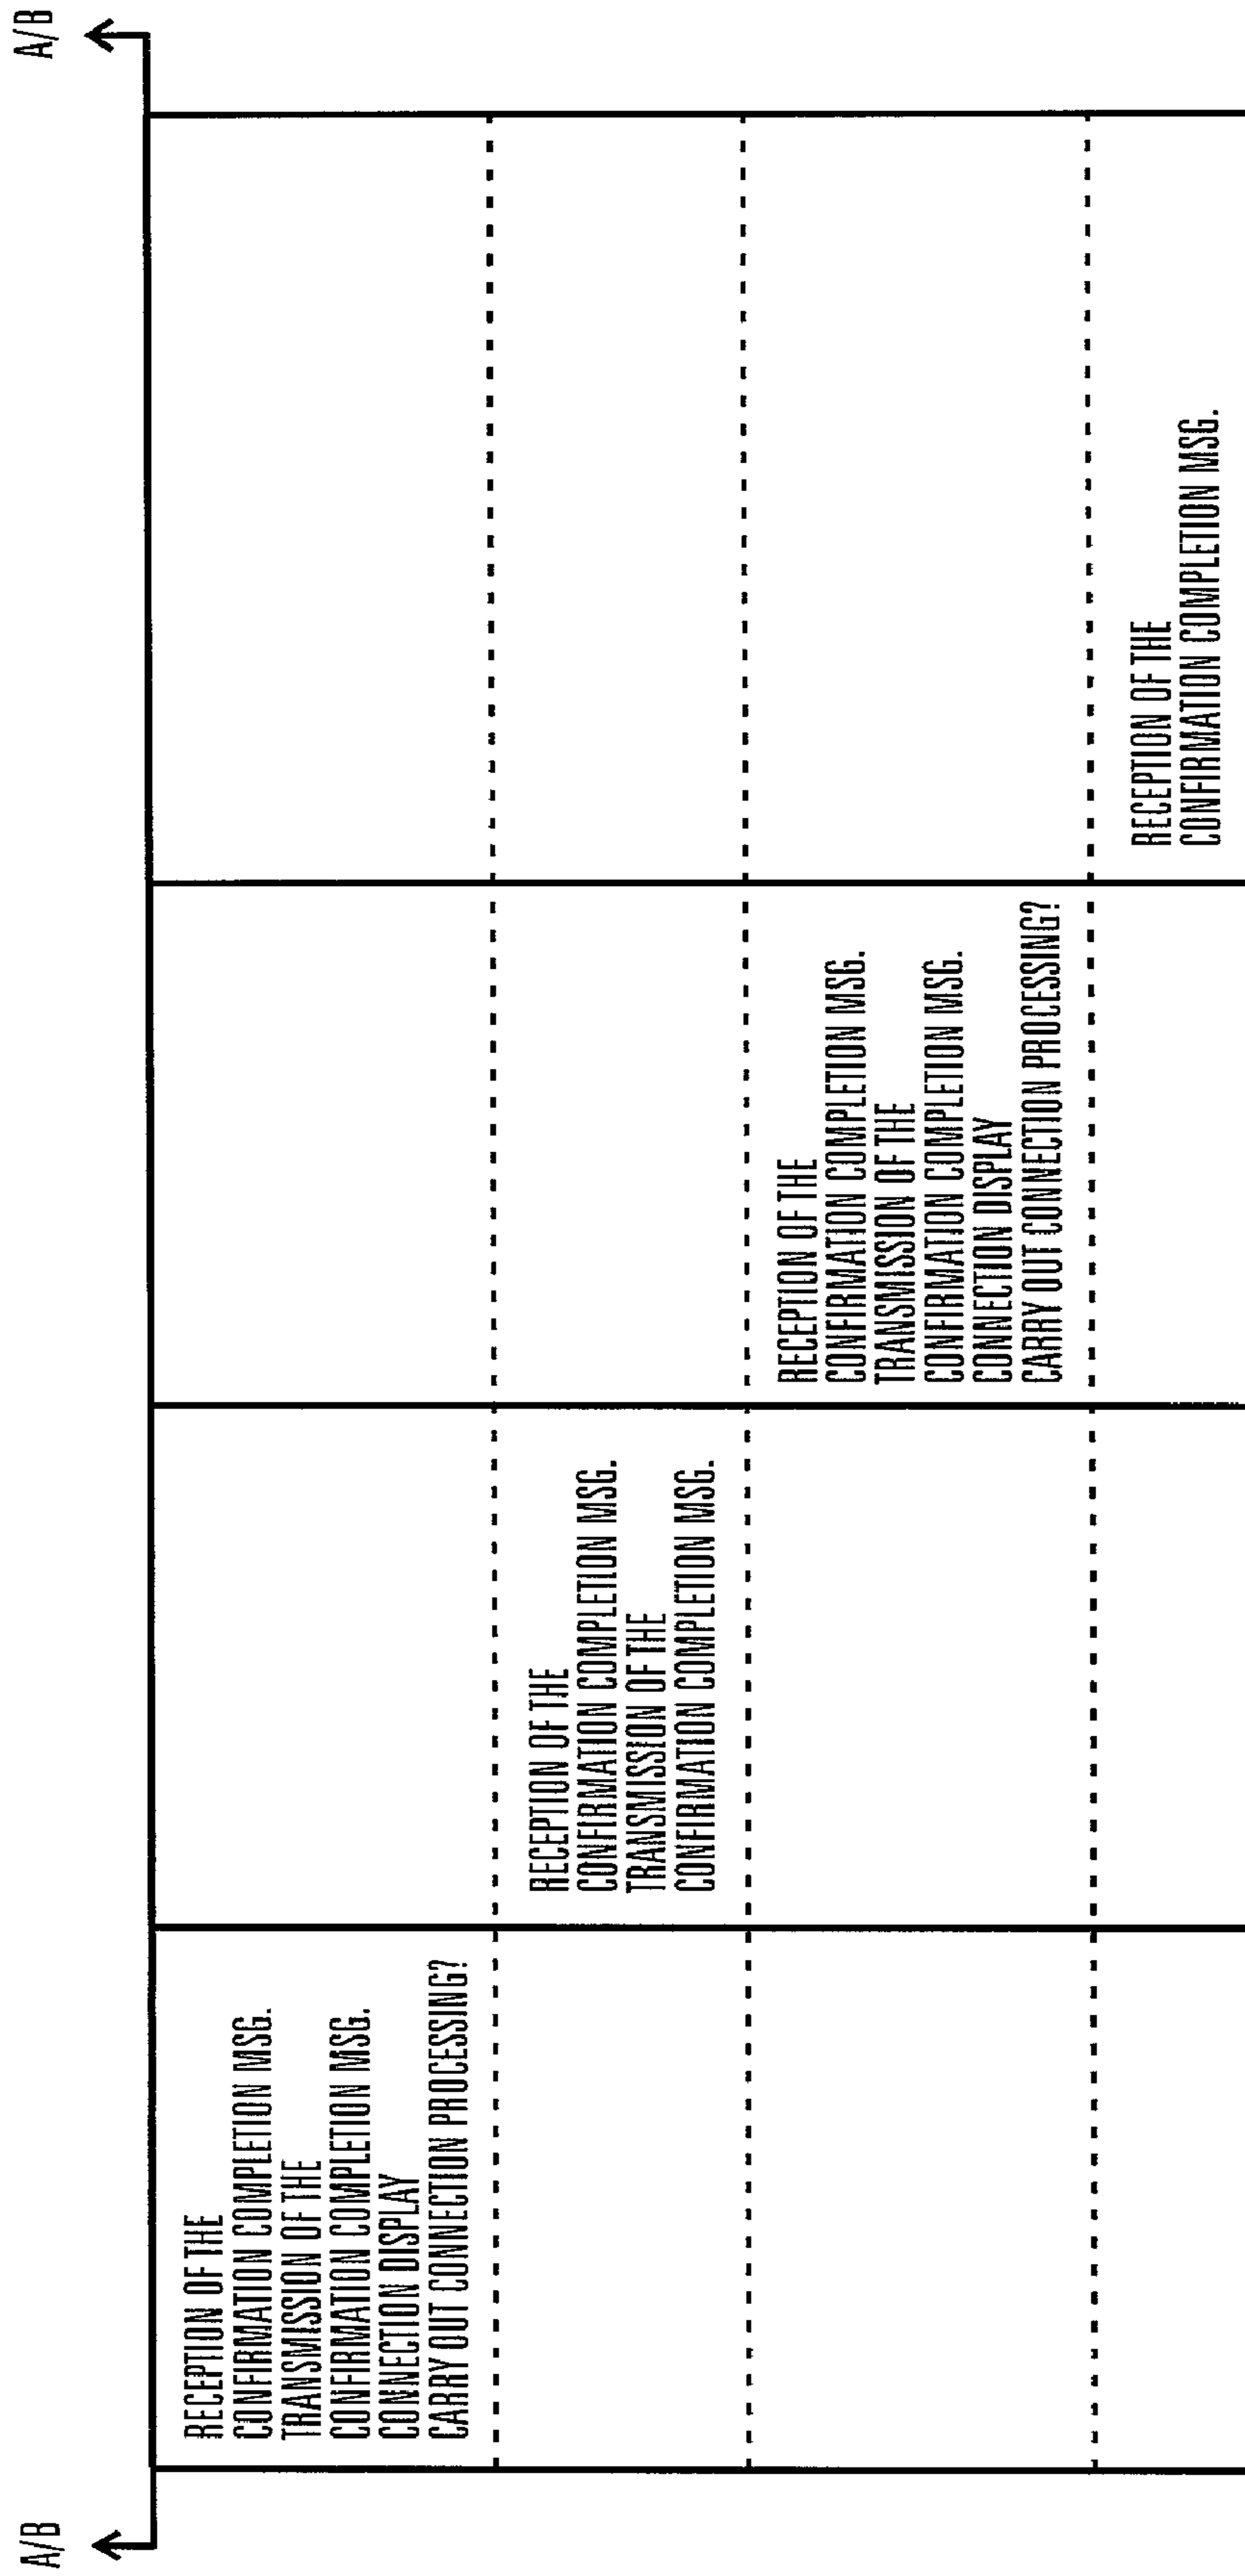 A/B
A/B
RECEPTION OF THE
CONFIRMATION COMPLETION MSG.
TRANSMISSION OF THE
CONFIRMATION COMPLETION MSG.
CONNECTION DISPLAY
CARRY OUT CONNECTION PROCESSING?
RECEPTION OF THE
CONFIRMATION COMPLETION MSG.
TRANSMISSION OF THE
CONFIRMATION COMPLETION MSG.
RECEPTION OF THE
CONFIRMATION COMPLETION MSG.
TRANSMISSION OF THE
CONFIRMATION COMPLETION MSG.
CONNECTION DISPLAY
CARRY OUT CONNECTION PROCESSING?
RECEPTION OF THE
CONFIRMATION COMPLETION MSG.